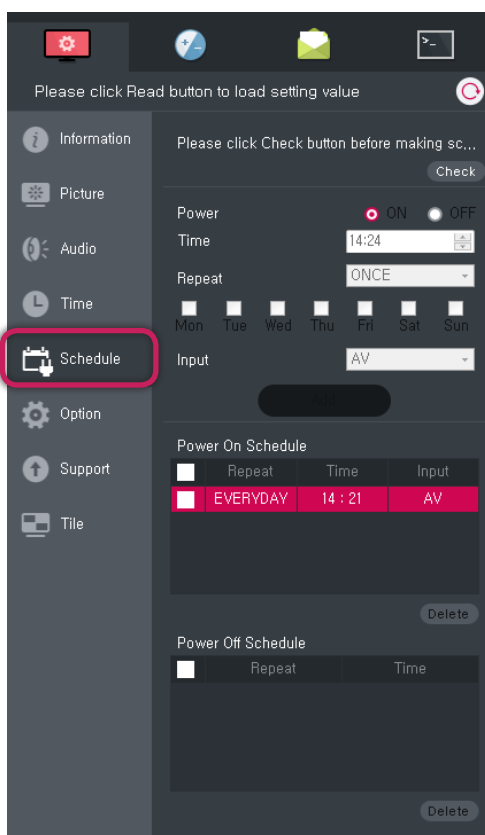 Please click Read button to load setting value
Information
Picture
Audio
Time
Schedule
Option
Support
Tile
Please click Check button before making sc...
Check
Power ON OFF
Time 14:24
Repeat ONCE
Mon Tue Wed Thu Fri Sat Sun
Input AV
Power On Schedule
Repeat Time Input
EVERYDAY 14 : 21 AV
Delete
Power Off Schedule
Repeat Time
Delete